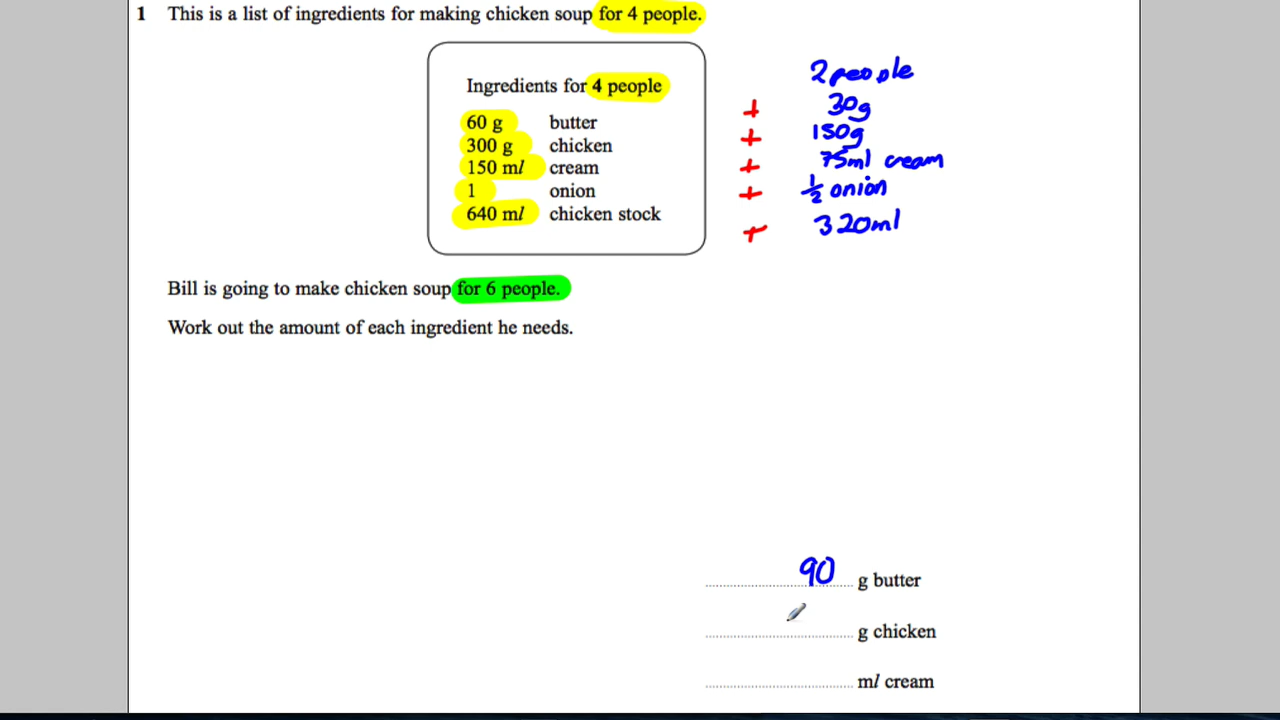 1 This is a list of ingredients for making chicken soup for 4 people.
Ingredients for 4 people
60 g butter
300 g chicken
150 ml cream
1 onion
640 ml chicken stock
2 people
+ 30g
+ 150g
+ 75ml cream
+ ½ onion
+ 320ml
Bill is going to make chicken soup for 6 people.
Work out the amount of each ingredient he needs.
90 g butter
g chicken
ml cream